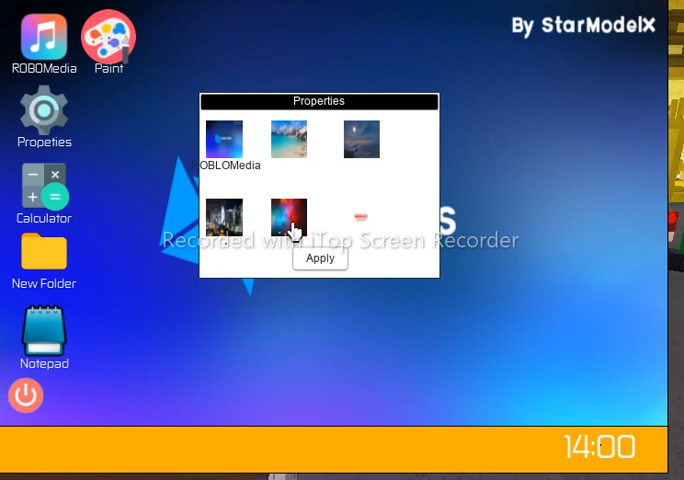 By StarModelX
ROBOMedia
Paint
Properties
Propeties
OBLOMedia
Calculator
S
Recorded with iTop Screen Recorder
Apply
New Folder
Notepad
14:00